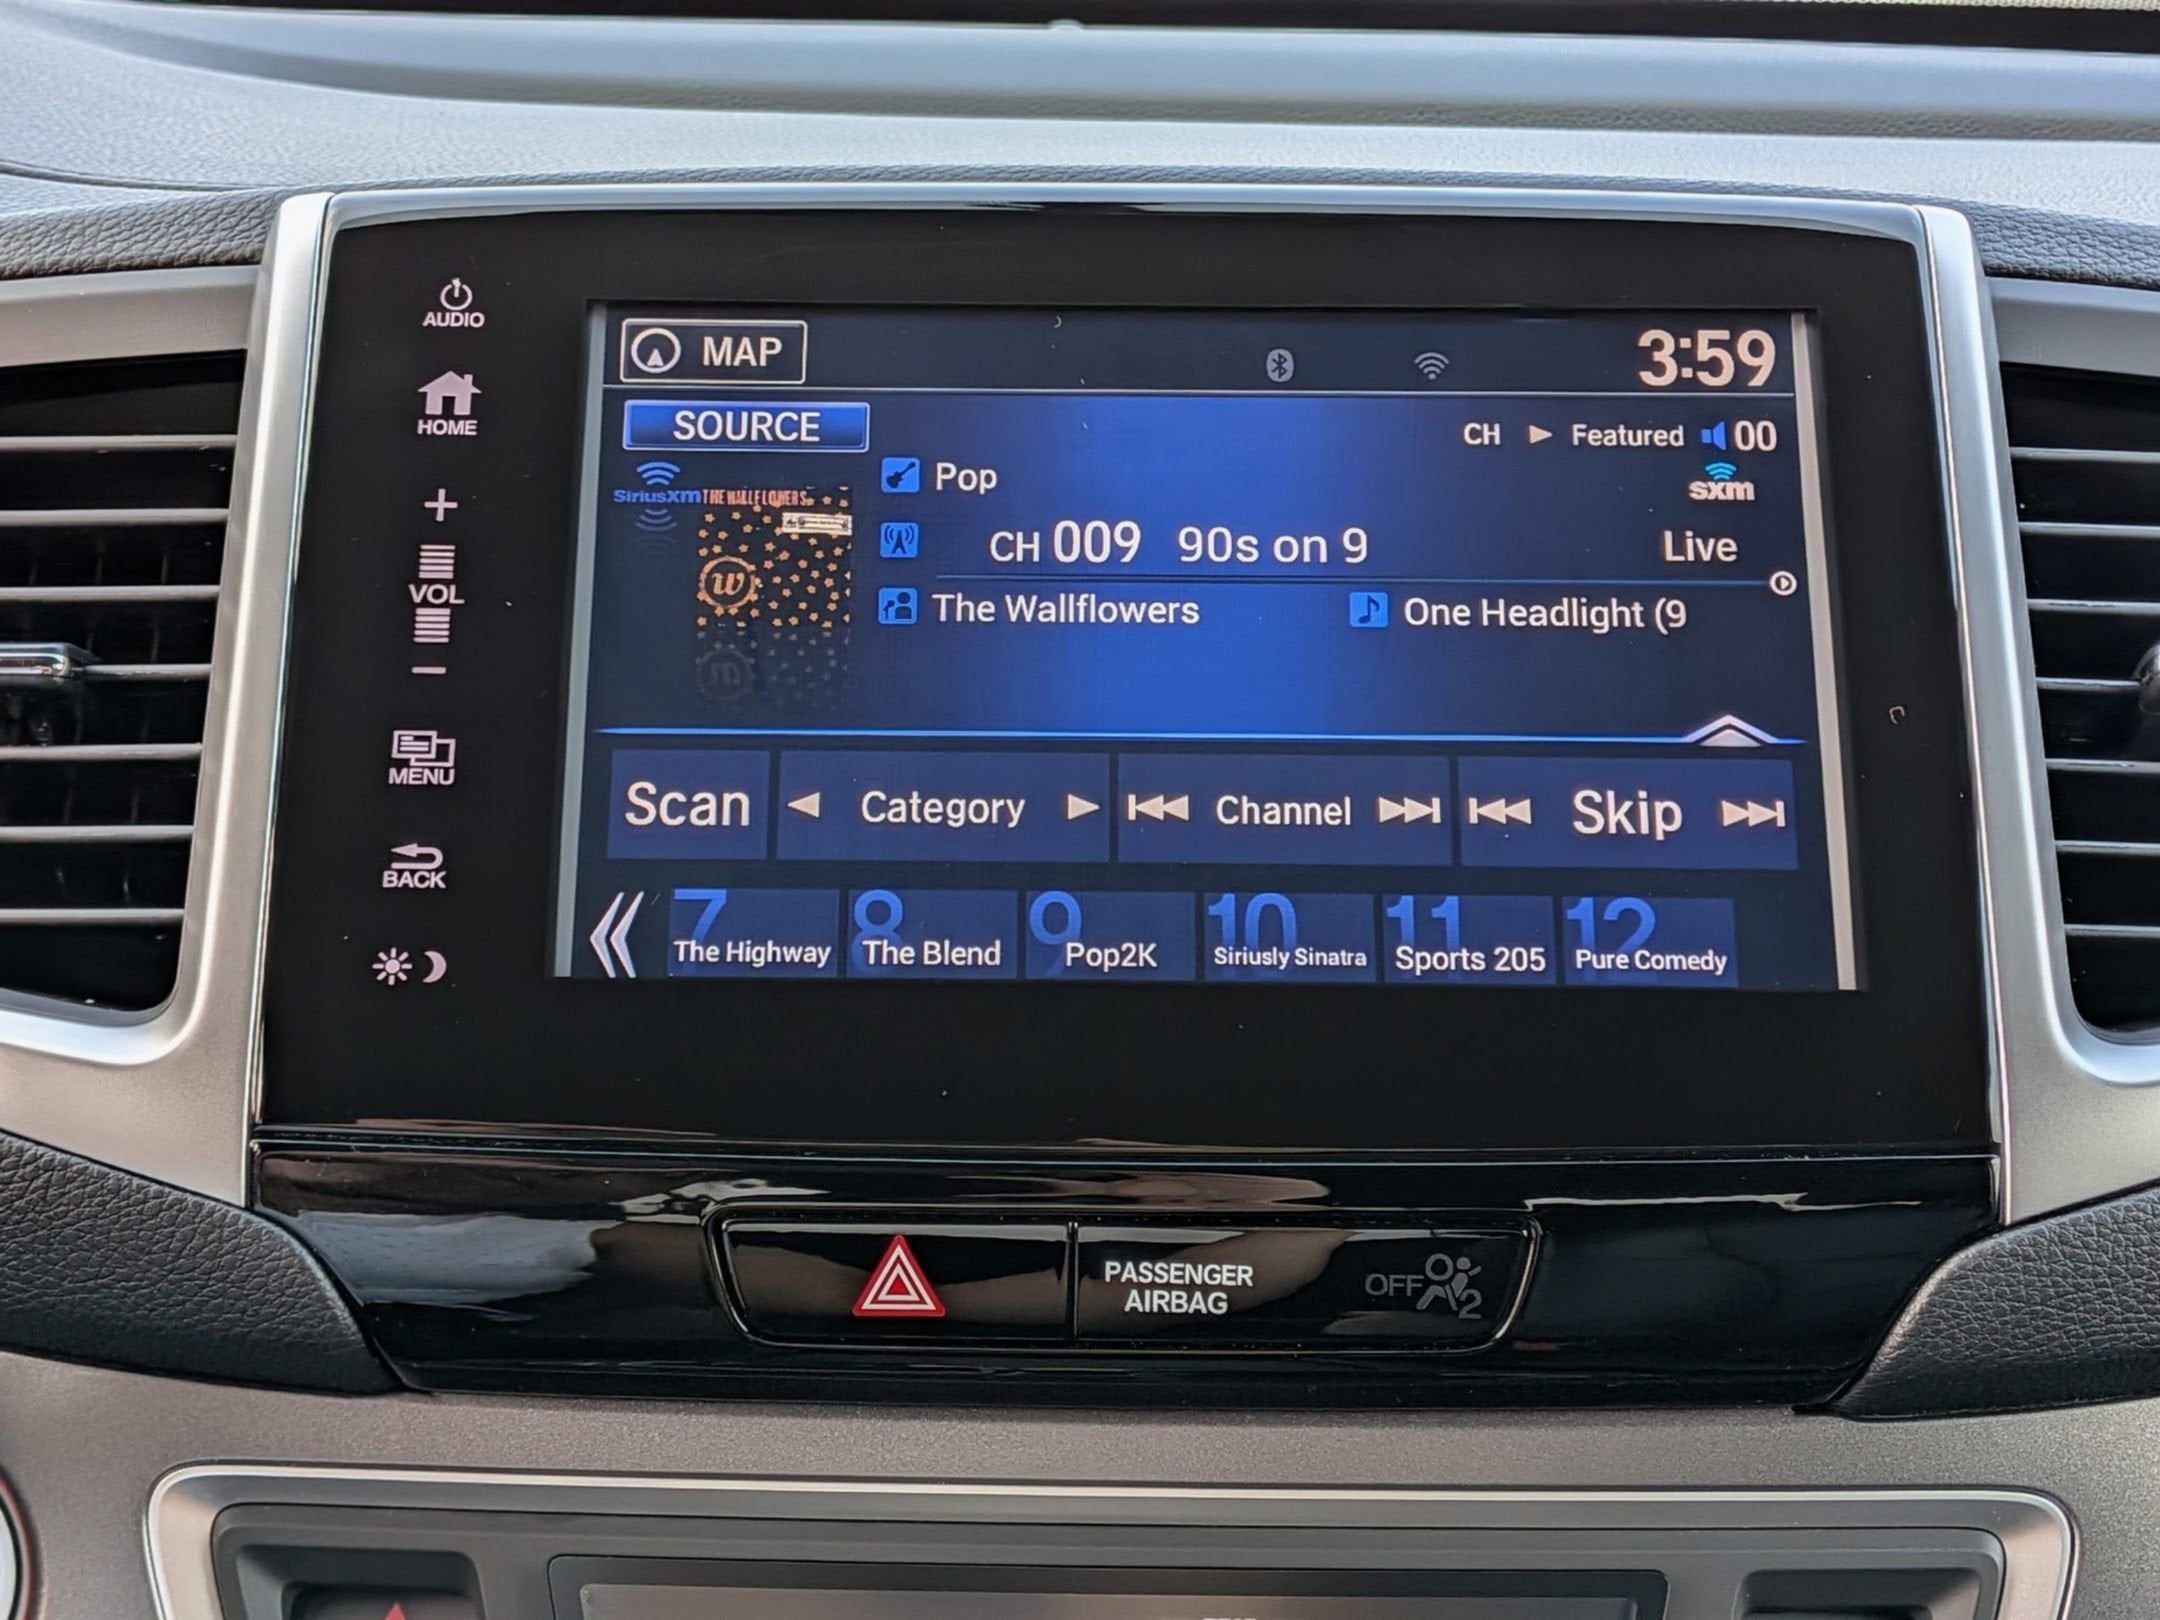 AUDIO
HOME
+
VOL
−
MENU
BACK
MAP
3:59
SOURCE
CH ▶ Featured 00
SiriusXM
THE WALLFLOWERS
w
Pop
sxm
CH 009 90s on 9 Live
The Wallflowers One Headlight (9
Scan ◀ Category ▶ Channel Skip
7 The Highway
8 The Blend
9 Pop2K
10 Siriusly Sinatra
11 Sports 205
12 Pure Comedy
PASSENGER
AIRBAG
OFF 2